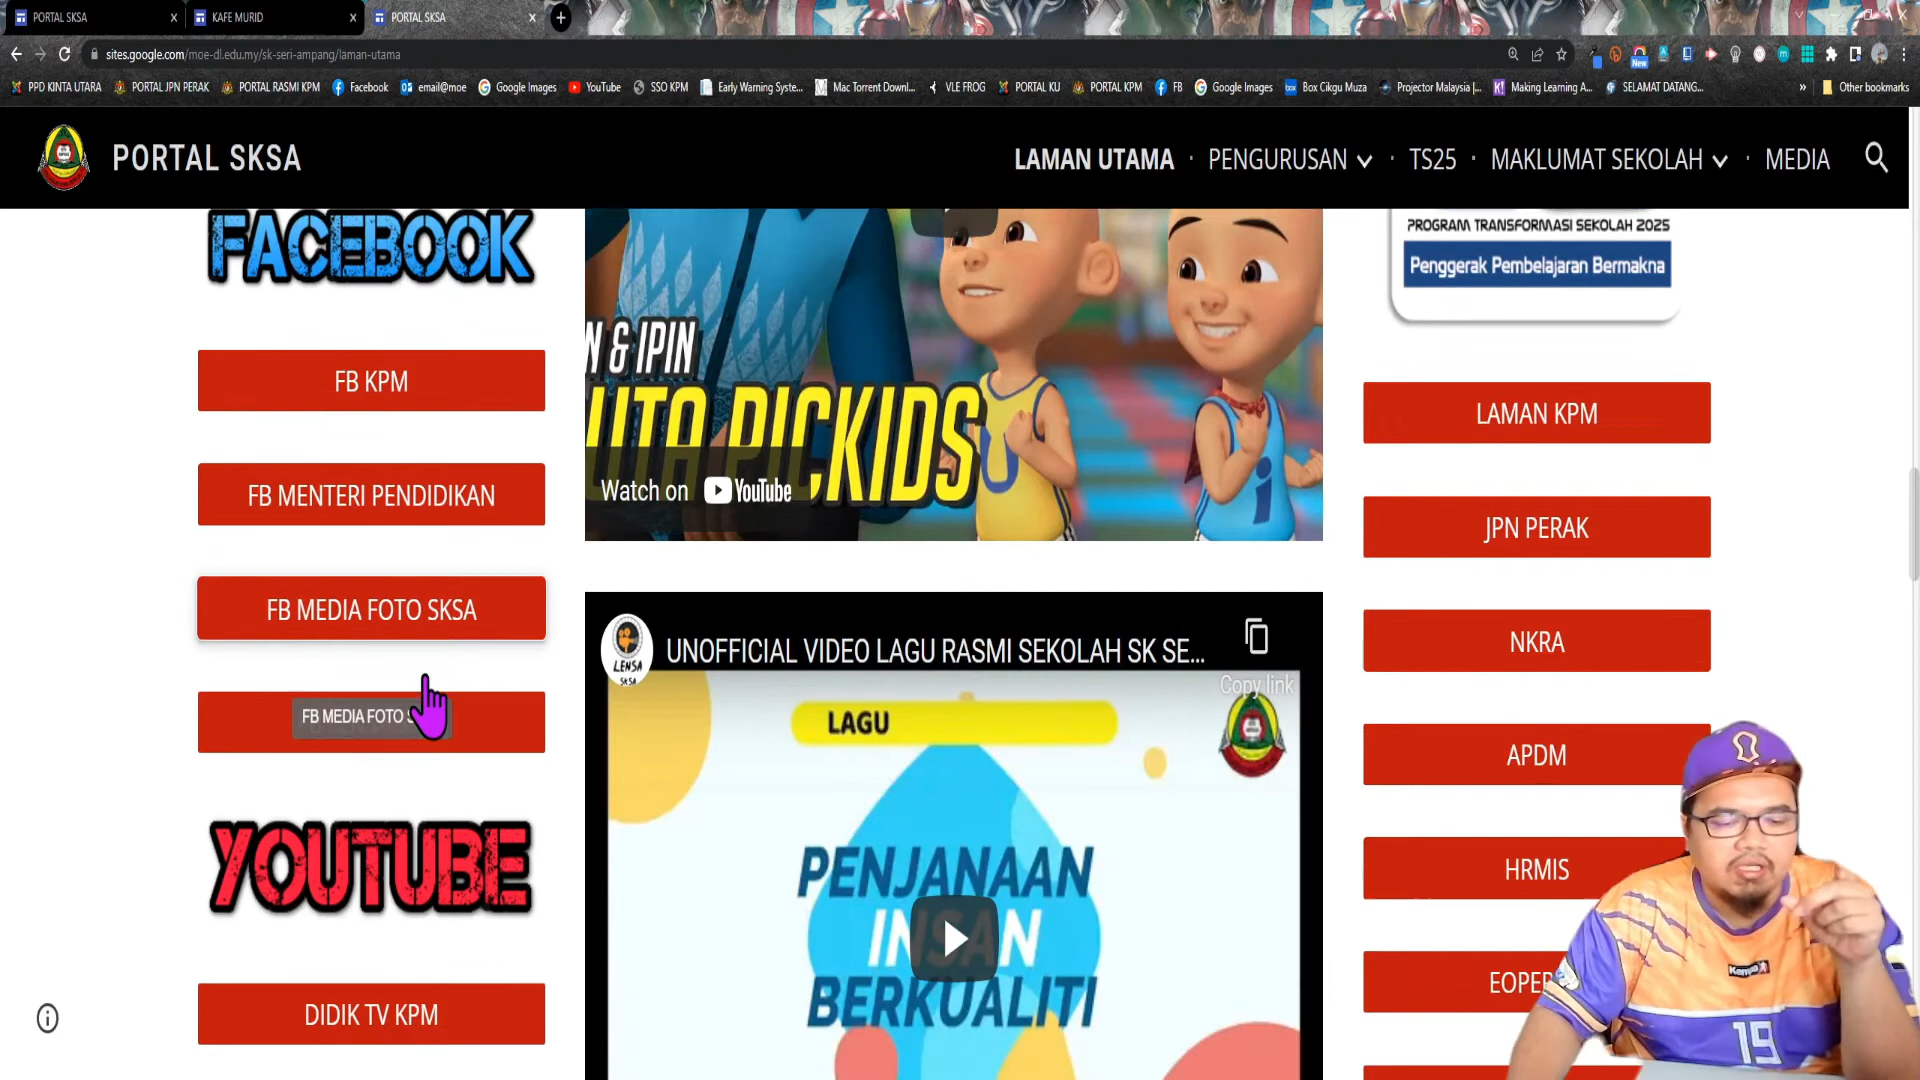 PORTAL SKSA
KAFE MURID
PORTAL SKSA
sites.google.com/moe-dl.edu.my/sk-seri-ampang/laman-utama
New
PPD KINTA UTARA
PORTAL JPN PERAK
PORTAL RASMI KPM
Facebook
email@moe
Google Images
YouTube
SSO KPM
Early Warning Syste...
Mac Torrent Downl...
VLE FROG
PORTAL KU
PORTAL KPM
FB
Google Images
Box Cikgu Muza
Projector Malaysia |...
Making Learning A...
SELAMAT DATANG...
»
Other bookmarks
PORTAL SKSA
LAMAN UTAMA
PENGURUSAN
TS25
MAKLUMAT SEKOLAH
MEDIA
FACEBOOK
FB KPM
FB MENTERI PENDIDIKAN
FB MEDIA FOTO SKSA
FB MEDIA FOTO S
YOUTUBE
DIDIK TV KPM
N & IPIN
UTA PICKIDS
Watch on YouTube
U
i
LENSA
SKSA
UNOFFICIAL VIDEO LAGU RASMI SEKOLAH SK SE...
Copy link
LAGU
PENJANAAN
INSAN
BERKUALITI
PROGRAM TRANSFORMASI SEKOLAH 2025
Penggerak Pembelajaran Bermakna
LAMAN KPM
JPN PERAK
NKRA
APDM
HRMIS
EOPER
Kempo
19